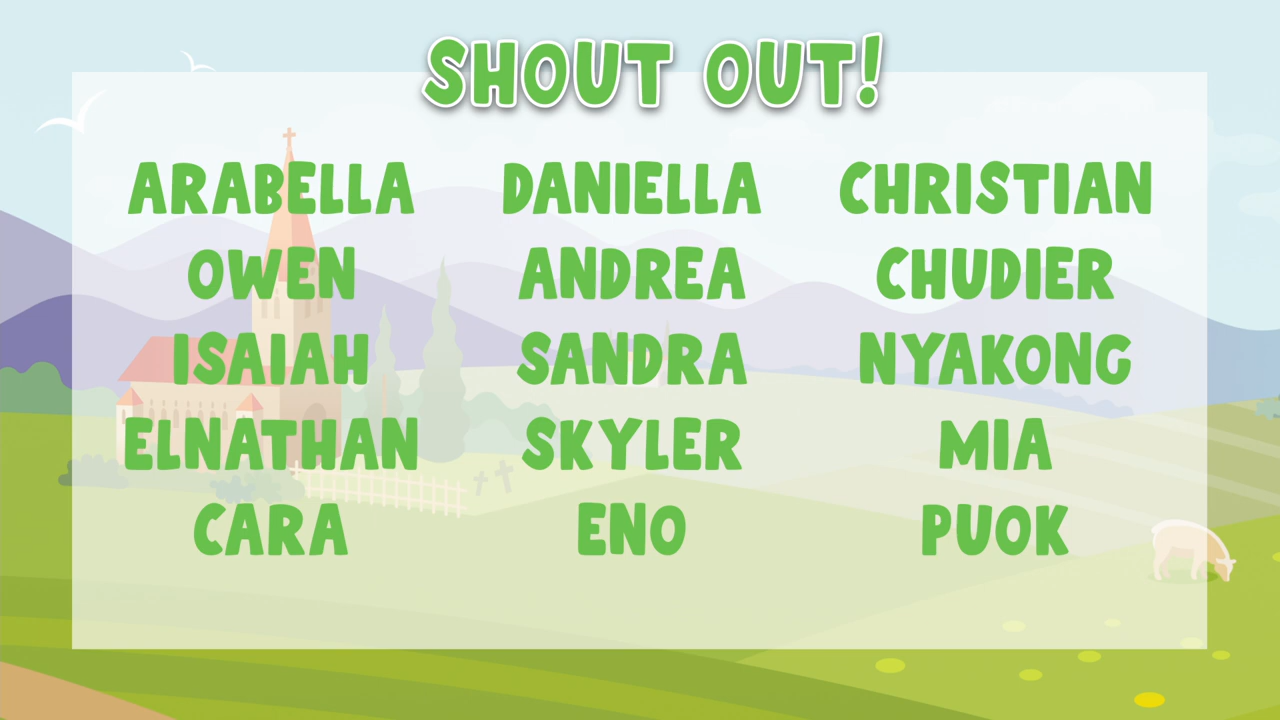 SHOUT OUT!
ARABELLA DANIELLA CHRISTIAN
OWEN ANDREA CHUDIER
ISAIAH SANDRA NYAKONG
ELNATHAN SKYLER MIA
CARA ENO PUOK